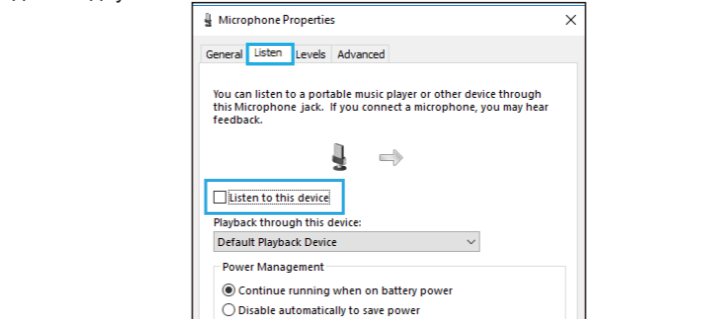 Microphone Properties
General Listen Levels Advanced
You can listen to a portable music player or other device through
this Microphone jack. If you connect a microphone, you may hear
feedback.
Listen to this device
Playback through this device:
Default Playback Device
Power Management
Continue running when on battery power
Disable automatically to save power